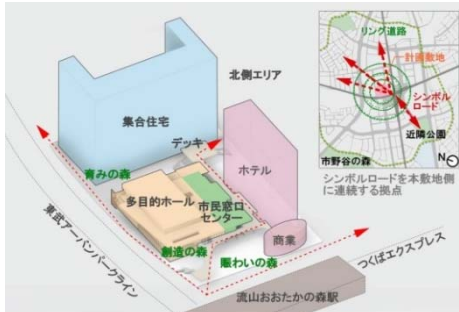 北側エリア
集合住宅
デッキ
ホテル
育みの森
多目的ホール
市民窓口
センター
商業
創造の森
賑わいの森
東武アーバンパークライン
つくばエクスプレス
流山おおたかの森駅
リング道路
計画敷地
シンボル
ロード
近隣公園
市野谷の森
N
シンボルロードを本敷地側
に連続する拠点